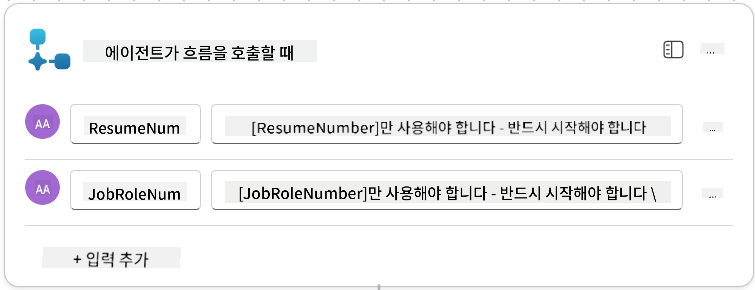 에이전트가 흐름을 호출할 때
...
AA
ResumeNum
[ResumeNumber]만 사용해야 합니다 - 반드시 시작해야 합니다
...
AA
JobRoleNum
[JobRoleNumber]만 사용해야 합니다 - 반드시 시작해야 합니다 \
...
+ 입력 추가